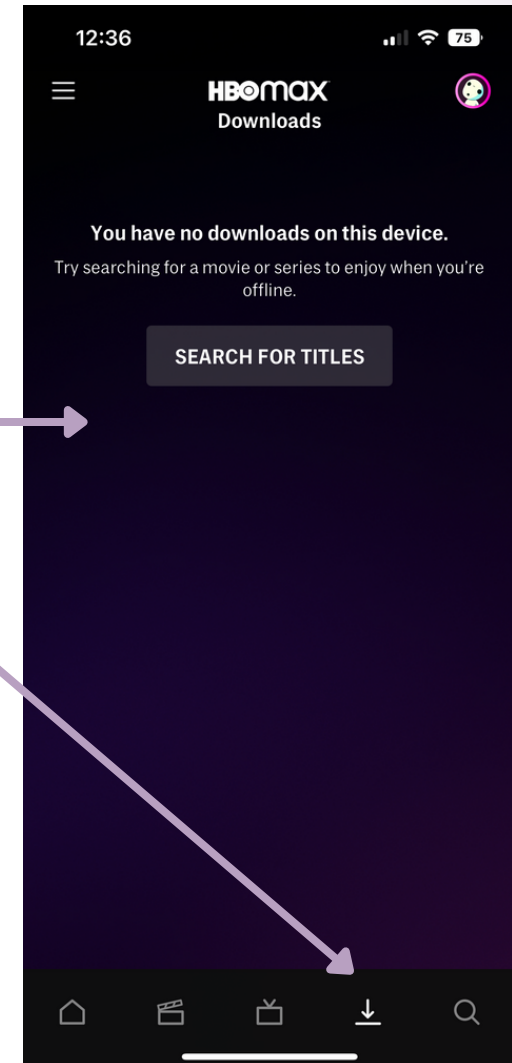 12:36
75
HBOMAX
Downloads
You have no downloads on this device.
Try searching for a movie or series to enjoy when you're
offline.
SEARCH FOR TITLES